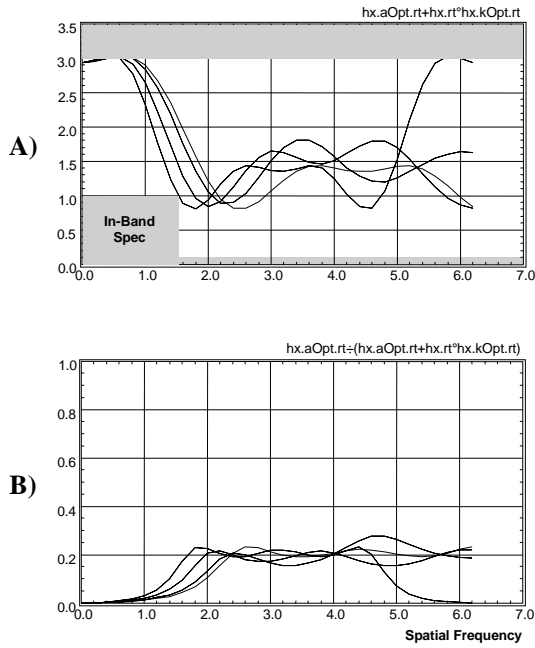 hx.aOpt.rt+hx.rt°hx.kOpt.rt
3.5
3.0
2.5
2.0
A)
1.5
1.0
In-Band
Spec
0.5
0.0
0.0 1.0 2.0 3.0 4.0 5.0 6.0 7.0
hx.aOpt.rt÷(hx.aOpt.rt+hx.rt°hx.kOpt.rt)
1.0
0.8
0.6
B)
0.4
0.2
0.0
0.0 1.0 2.0 3.0 4.0 5.0 6.0 7.0
Spatial Frequency